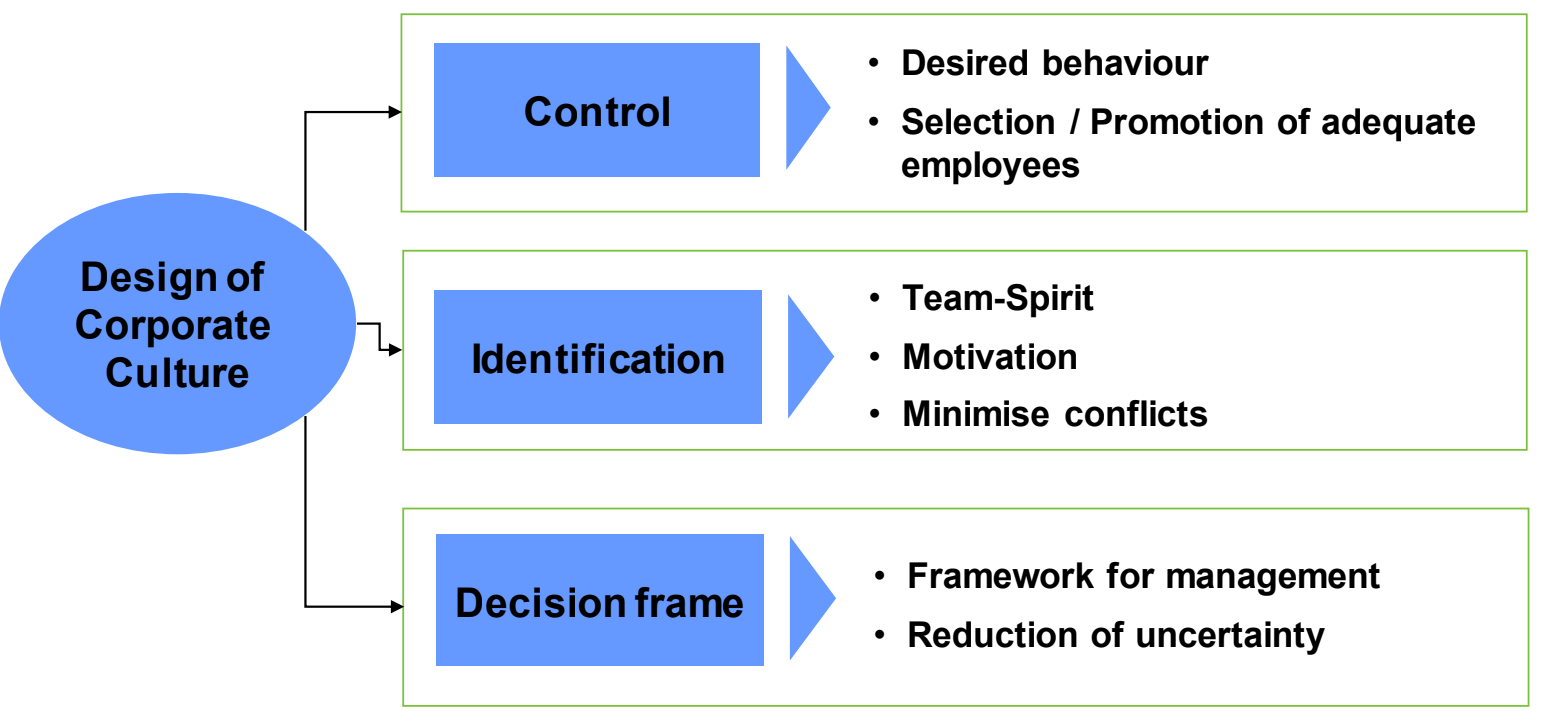 Design of
Corporate
Culture
Control
• Desired behaviour
• Selection / Promotion of adequate
employees
Identification
• Team-Spirit
• Motivation
• Minimise conflicts
Decision frame
• Framework for management
• Reduction of uncertainty